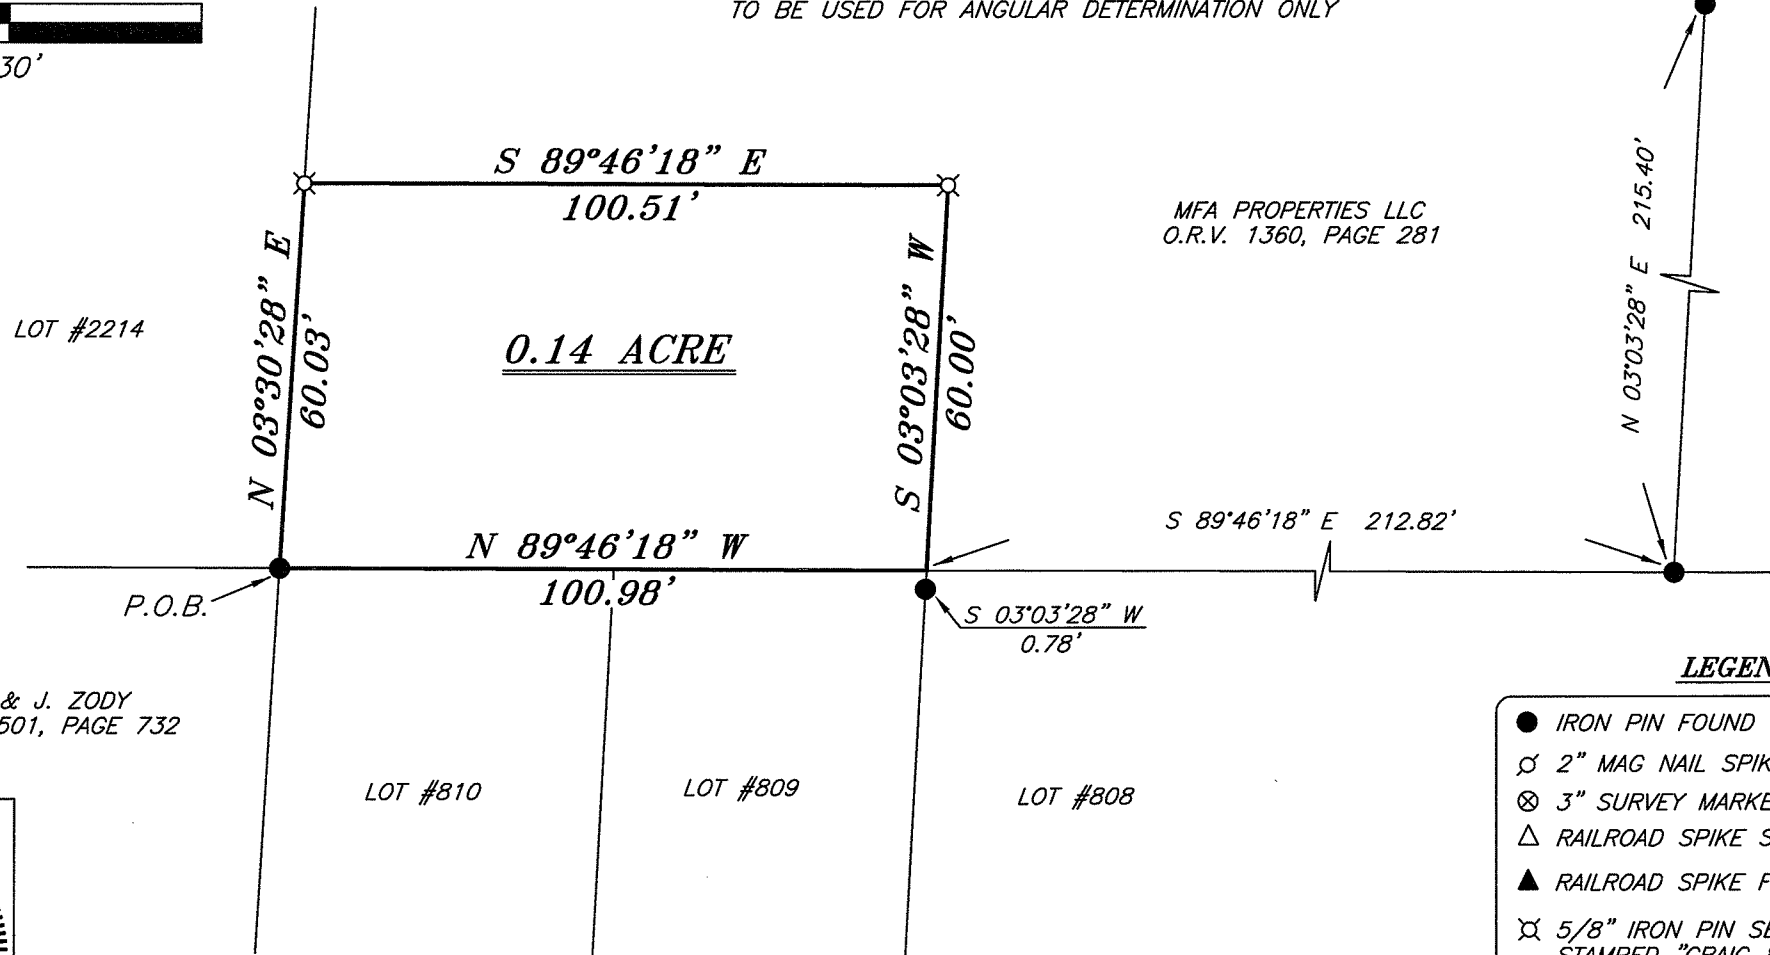 TO BE USED FOR ANGULAR DETERMINATION ONLY
30'
S 89°46'18" E
100.51'
MFA PROPERTIES LLC
O.R.V. 1360, PAGE 281
N 03°03'28" E 215.40'
LOT #2214
N 03°30'28" E
60.03'
0.14 ACRE
S 03°03'28" W
60.00'
S 89°46'18" E 212.82'
N 89°46'18" W
100.98'
P.O.B.
S 03°03'28" W
0.78'
& J. ZODY
501, PAGE 732
LOT #810
LOT #809
LOT #808
LEGEN
IRON PIN FOUND
2" MAG NAIL SPIK
3" SURVEY MARKE
RAILROAD SPIKE S
RAILROAD SPIKE F
5/8" IRON PIN SE
STAMPED "CRAIG